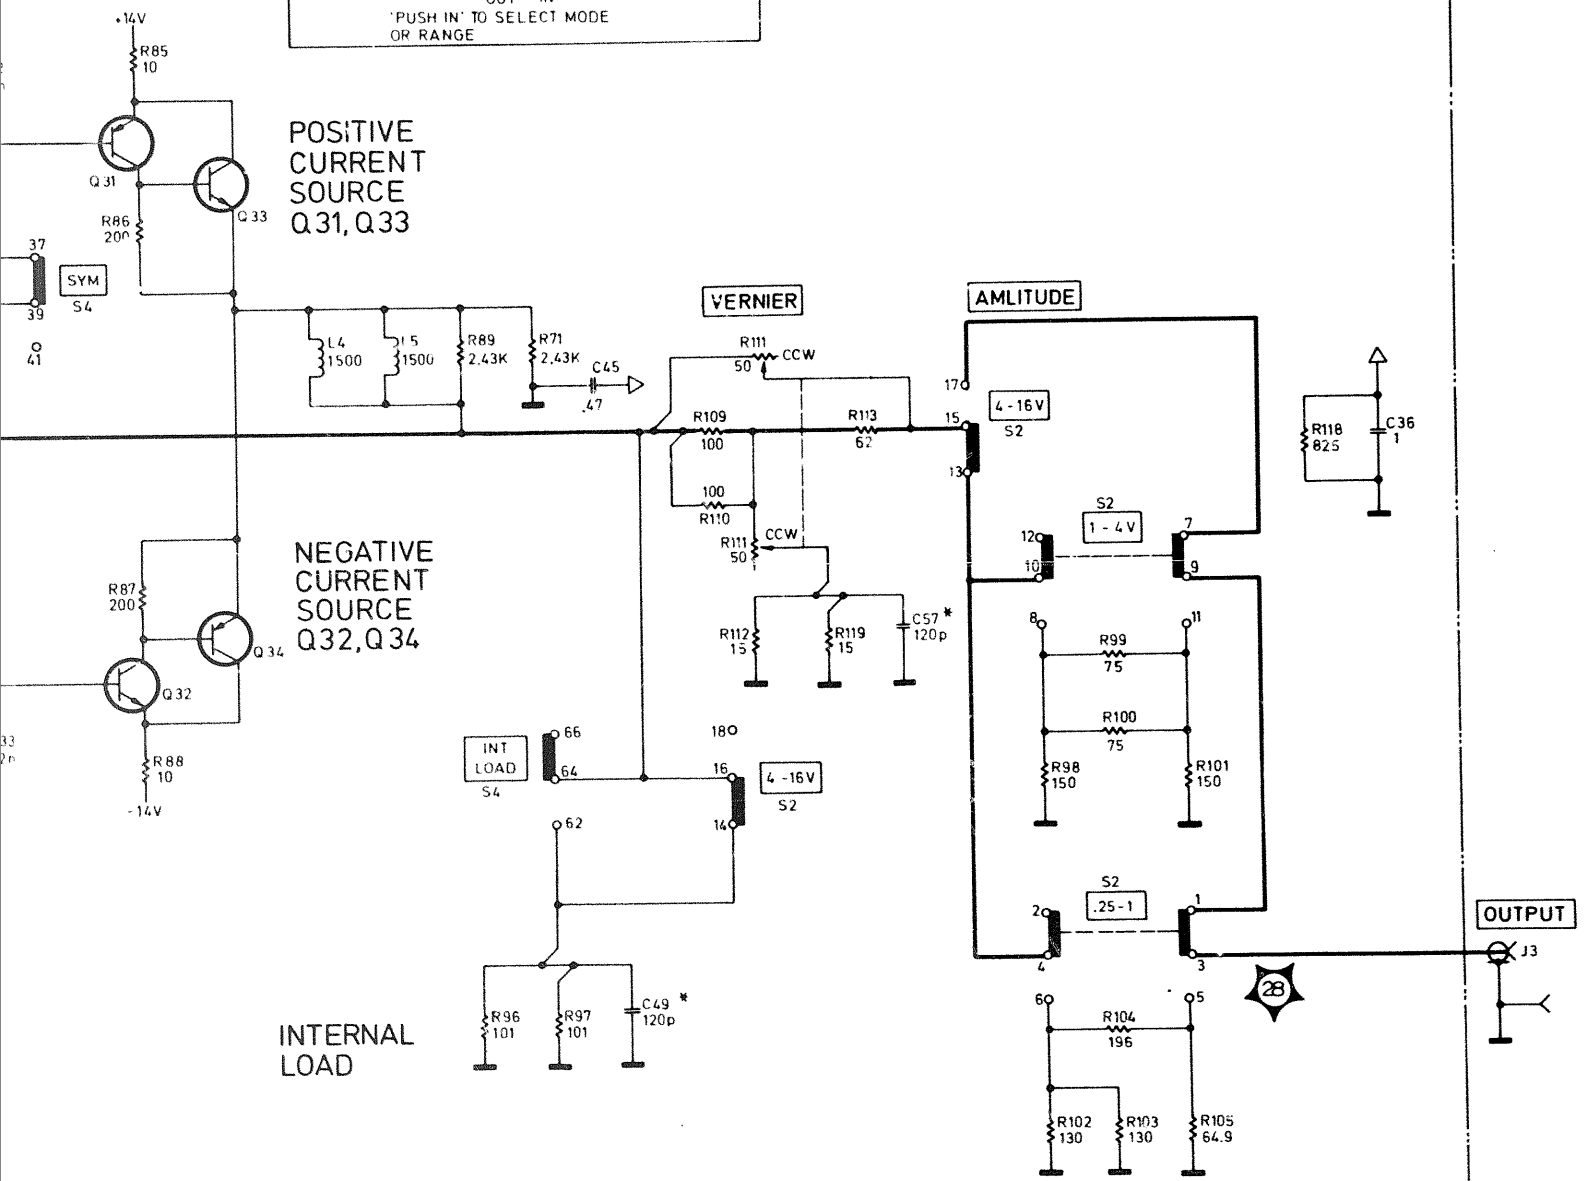 'PUSH IN' TO SELECT MODE
OR RANGE
+14V
R85
10
Q31
R86
Q33
POSITIVE
CURRENT
SOURCE
Q31, Q33
37
39
41
SYM
S4
L4
1500
L5
1500
R89
2,43K
R71
2,43K
C45
.47
VERNIER
R111
50
CCW
R109
100
R113
62
100
R110
R111
50
CCW
R112
15
R119
15
C57 *
120p
AMLITUDE
17
15
13
4-16V
S2
S2
1-4V
12
10
7
9
8
11
R99
75
R100
75
R98
150
R101
150
R118
825
C36
1
NEGATIVE
CURRENT
SOURCE
Q32, Q34
R87
200
Q34
Q32
R88
10
-14V
INT
LOAD
S4
66
64
62
18
16
14
4-16V
S2
R96
101
R97
101
C49 *
120p
INTERNAL
LOAD
S2
.25-1
2
4
1
3
6
5
R104
196
R102
130
R103
130
R105
64.9
28
OUTPUT
J3